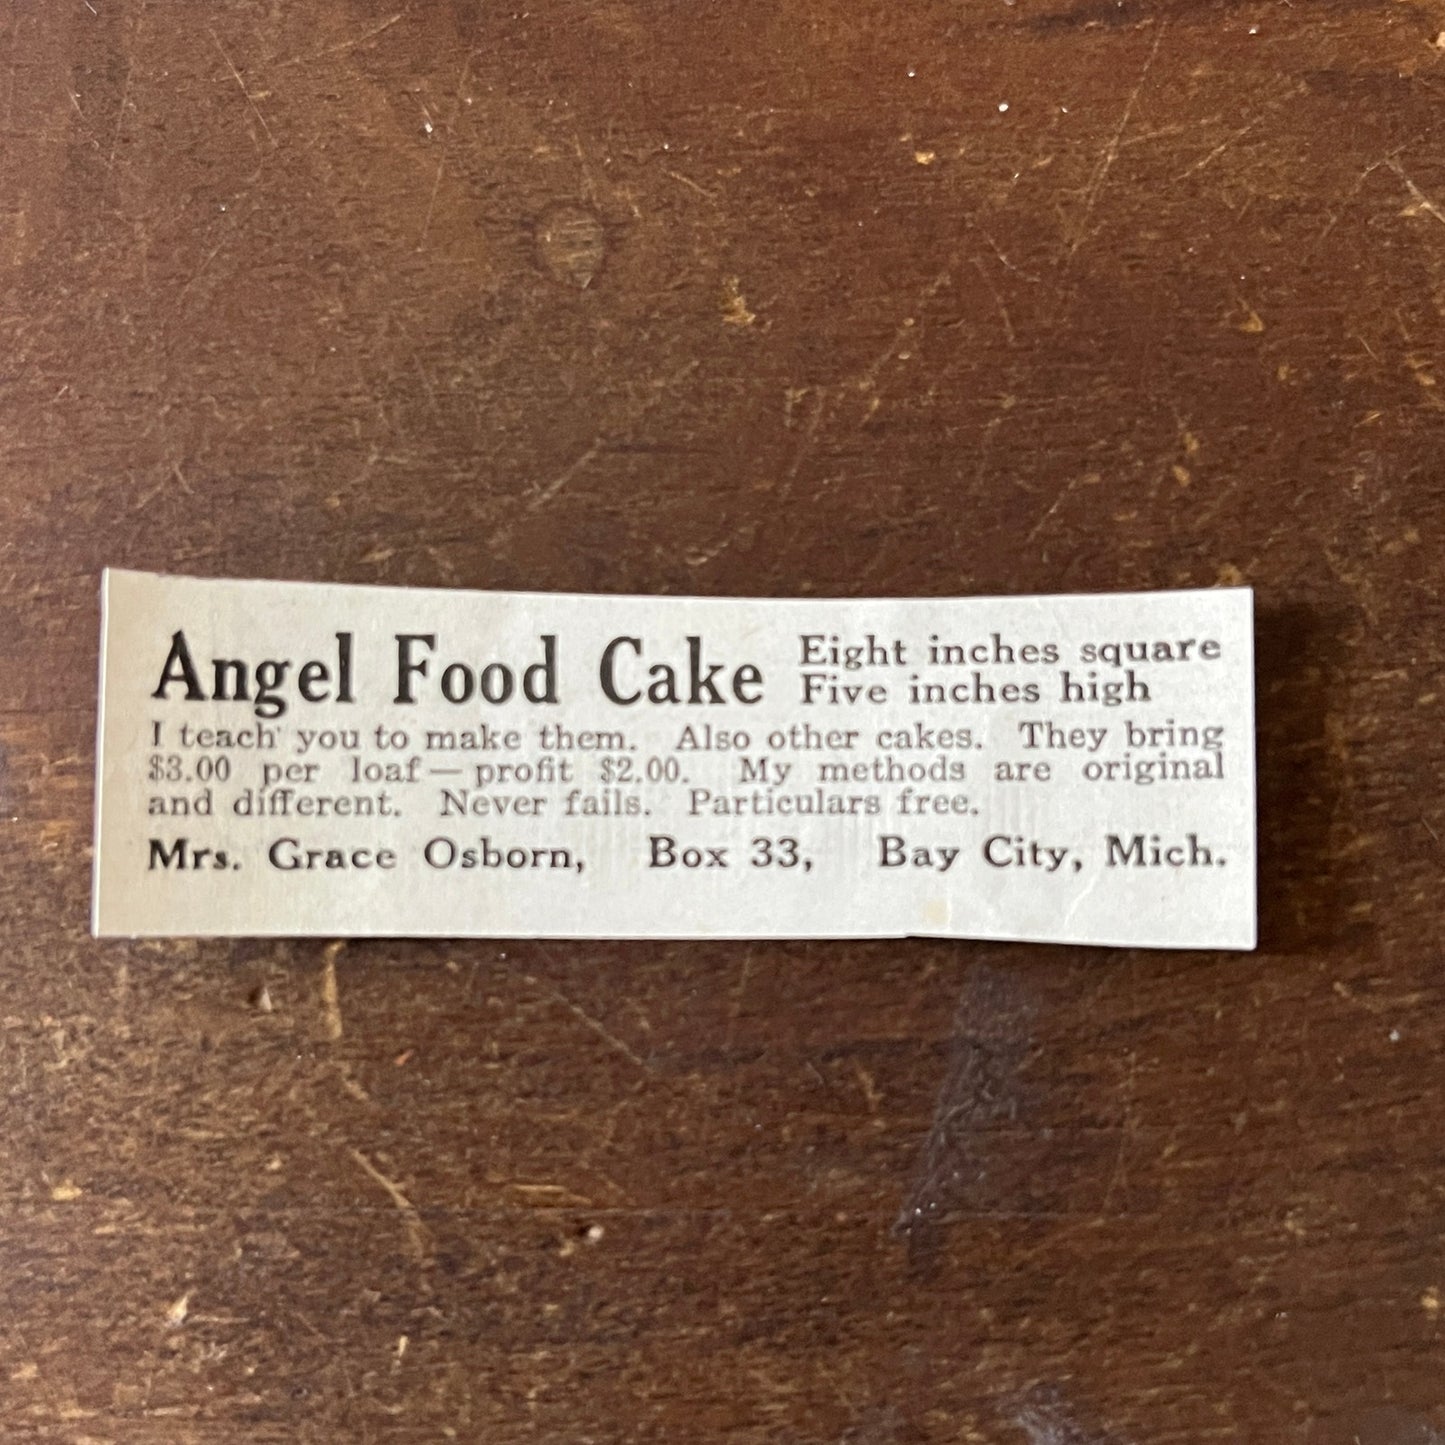 Angel Food Cake Eight inches square
Five inches high
I teach you to make them. Also other cakes. They bring
$3.00 per loaf — profit $2.00. My methods are original
and different. Never fails. Particulars free.
Mrs. Grace Osborn, Box 33, Bay City, Mich.